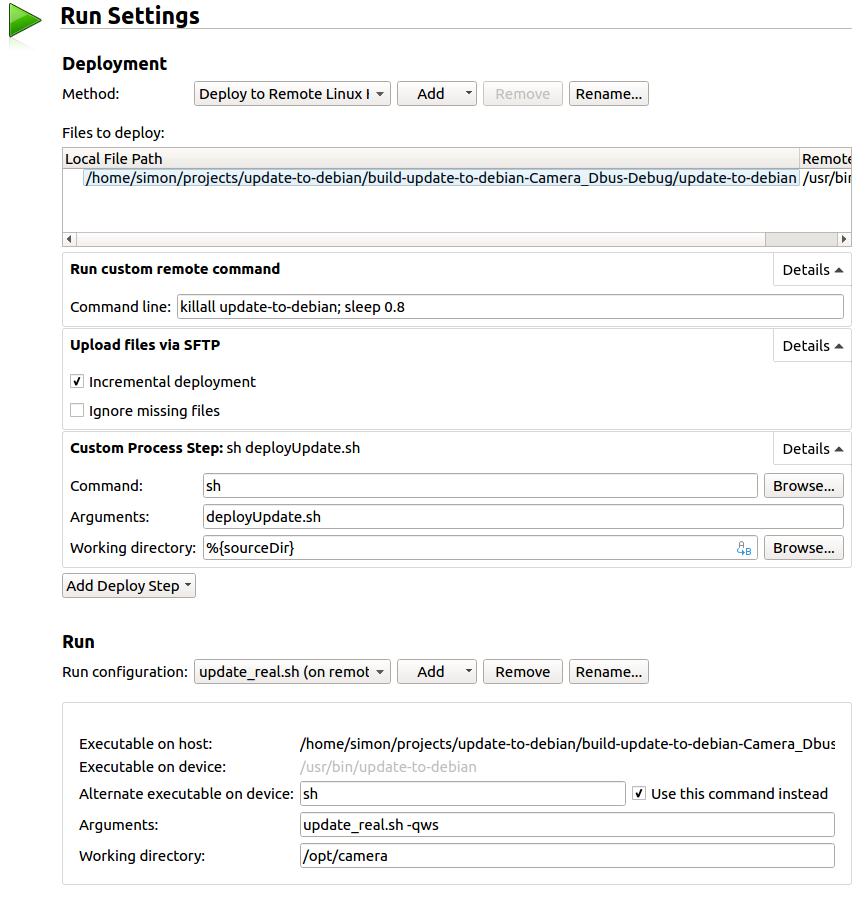 Run Settings
Deployment
Method: Deploy to Remote Linux Add Remove Rename...
Files to deploy:
Local File Path Remote
/home/simon/projects/update-to-debian/build-update-to-debian-Camera_Dbus-Debug/update-to-debian /usr/bin
Run custom remote command Details
Command line: killall update-to-debian; sleep 0.8
Upload files via SFTP Details
Incremental deployment
Ignore missing files
Custom Process Step: sh deployUpdate.sh Details
Command: sh Browse...
Arguments: deployUpdate.sh
Working directory: %{sourceDir} Browse...
Add Deploy Step
Run
Run configuration: update_real.sh (on remot Add Remove Rename...
Executable on host: /home/simon/projects/update-to-debian/build-update-to-debian-Camera_Dbus
Executable on device: /usr/bin/update-to-debian
Alternate executable on device: sh Use this command instead
Arguments: update_real.sh -qws
Working directory: /opt/camera